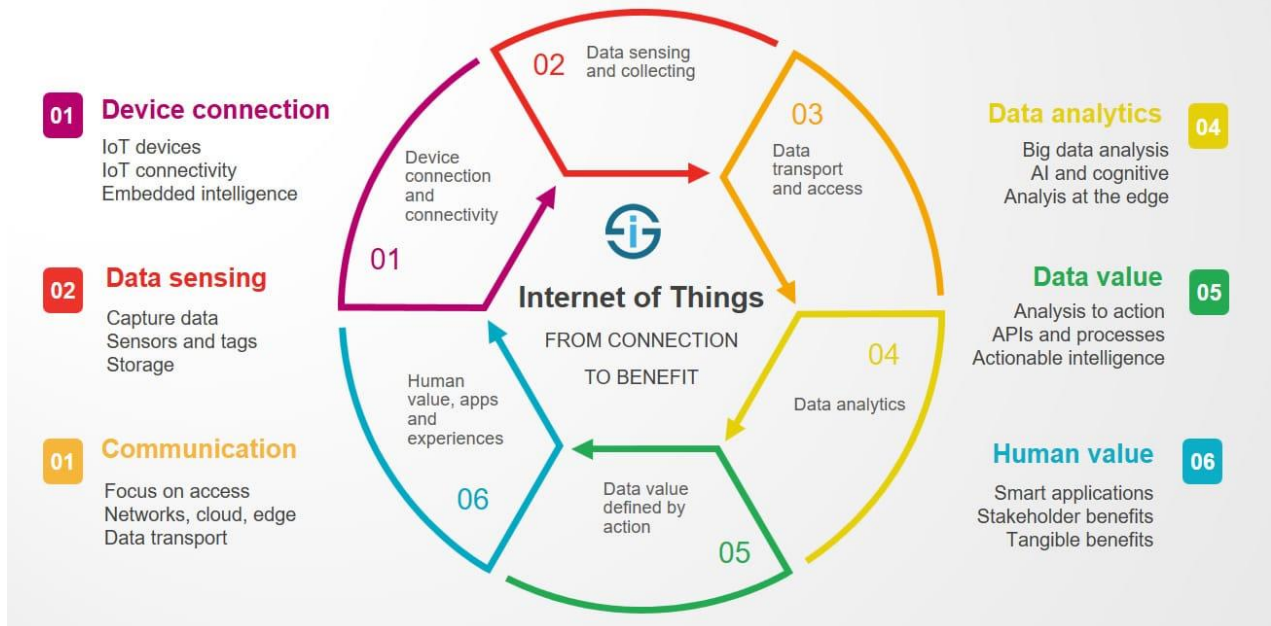 01
Device connection
IoT devices
IoT connectivity
Embedded intelligence
02
Data sensing
Capture data
Sensors and tags
Storage
01
Communication
Focus on access
Networks, cloud, edge
Data transport
Device
connection
and
connectivity
01
02
Data sensing
and collecting
03
Data
transport
and access
04
Data analytics
Data value
defined by
action
05
Human
value, apps
and
experiences
06
SiG
Internet of Things
FROM CONNECTION
TO BENEFIT
Data analytics
04
Big data analysis
AI and cognitive
Analyis at the edge
Data value
05
Analysis to action
APIs and processes
Actionable intelligence
Human value
06
Smart applications
Stakeholder benefits
Tangible benefits